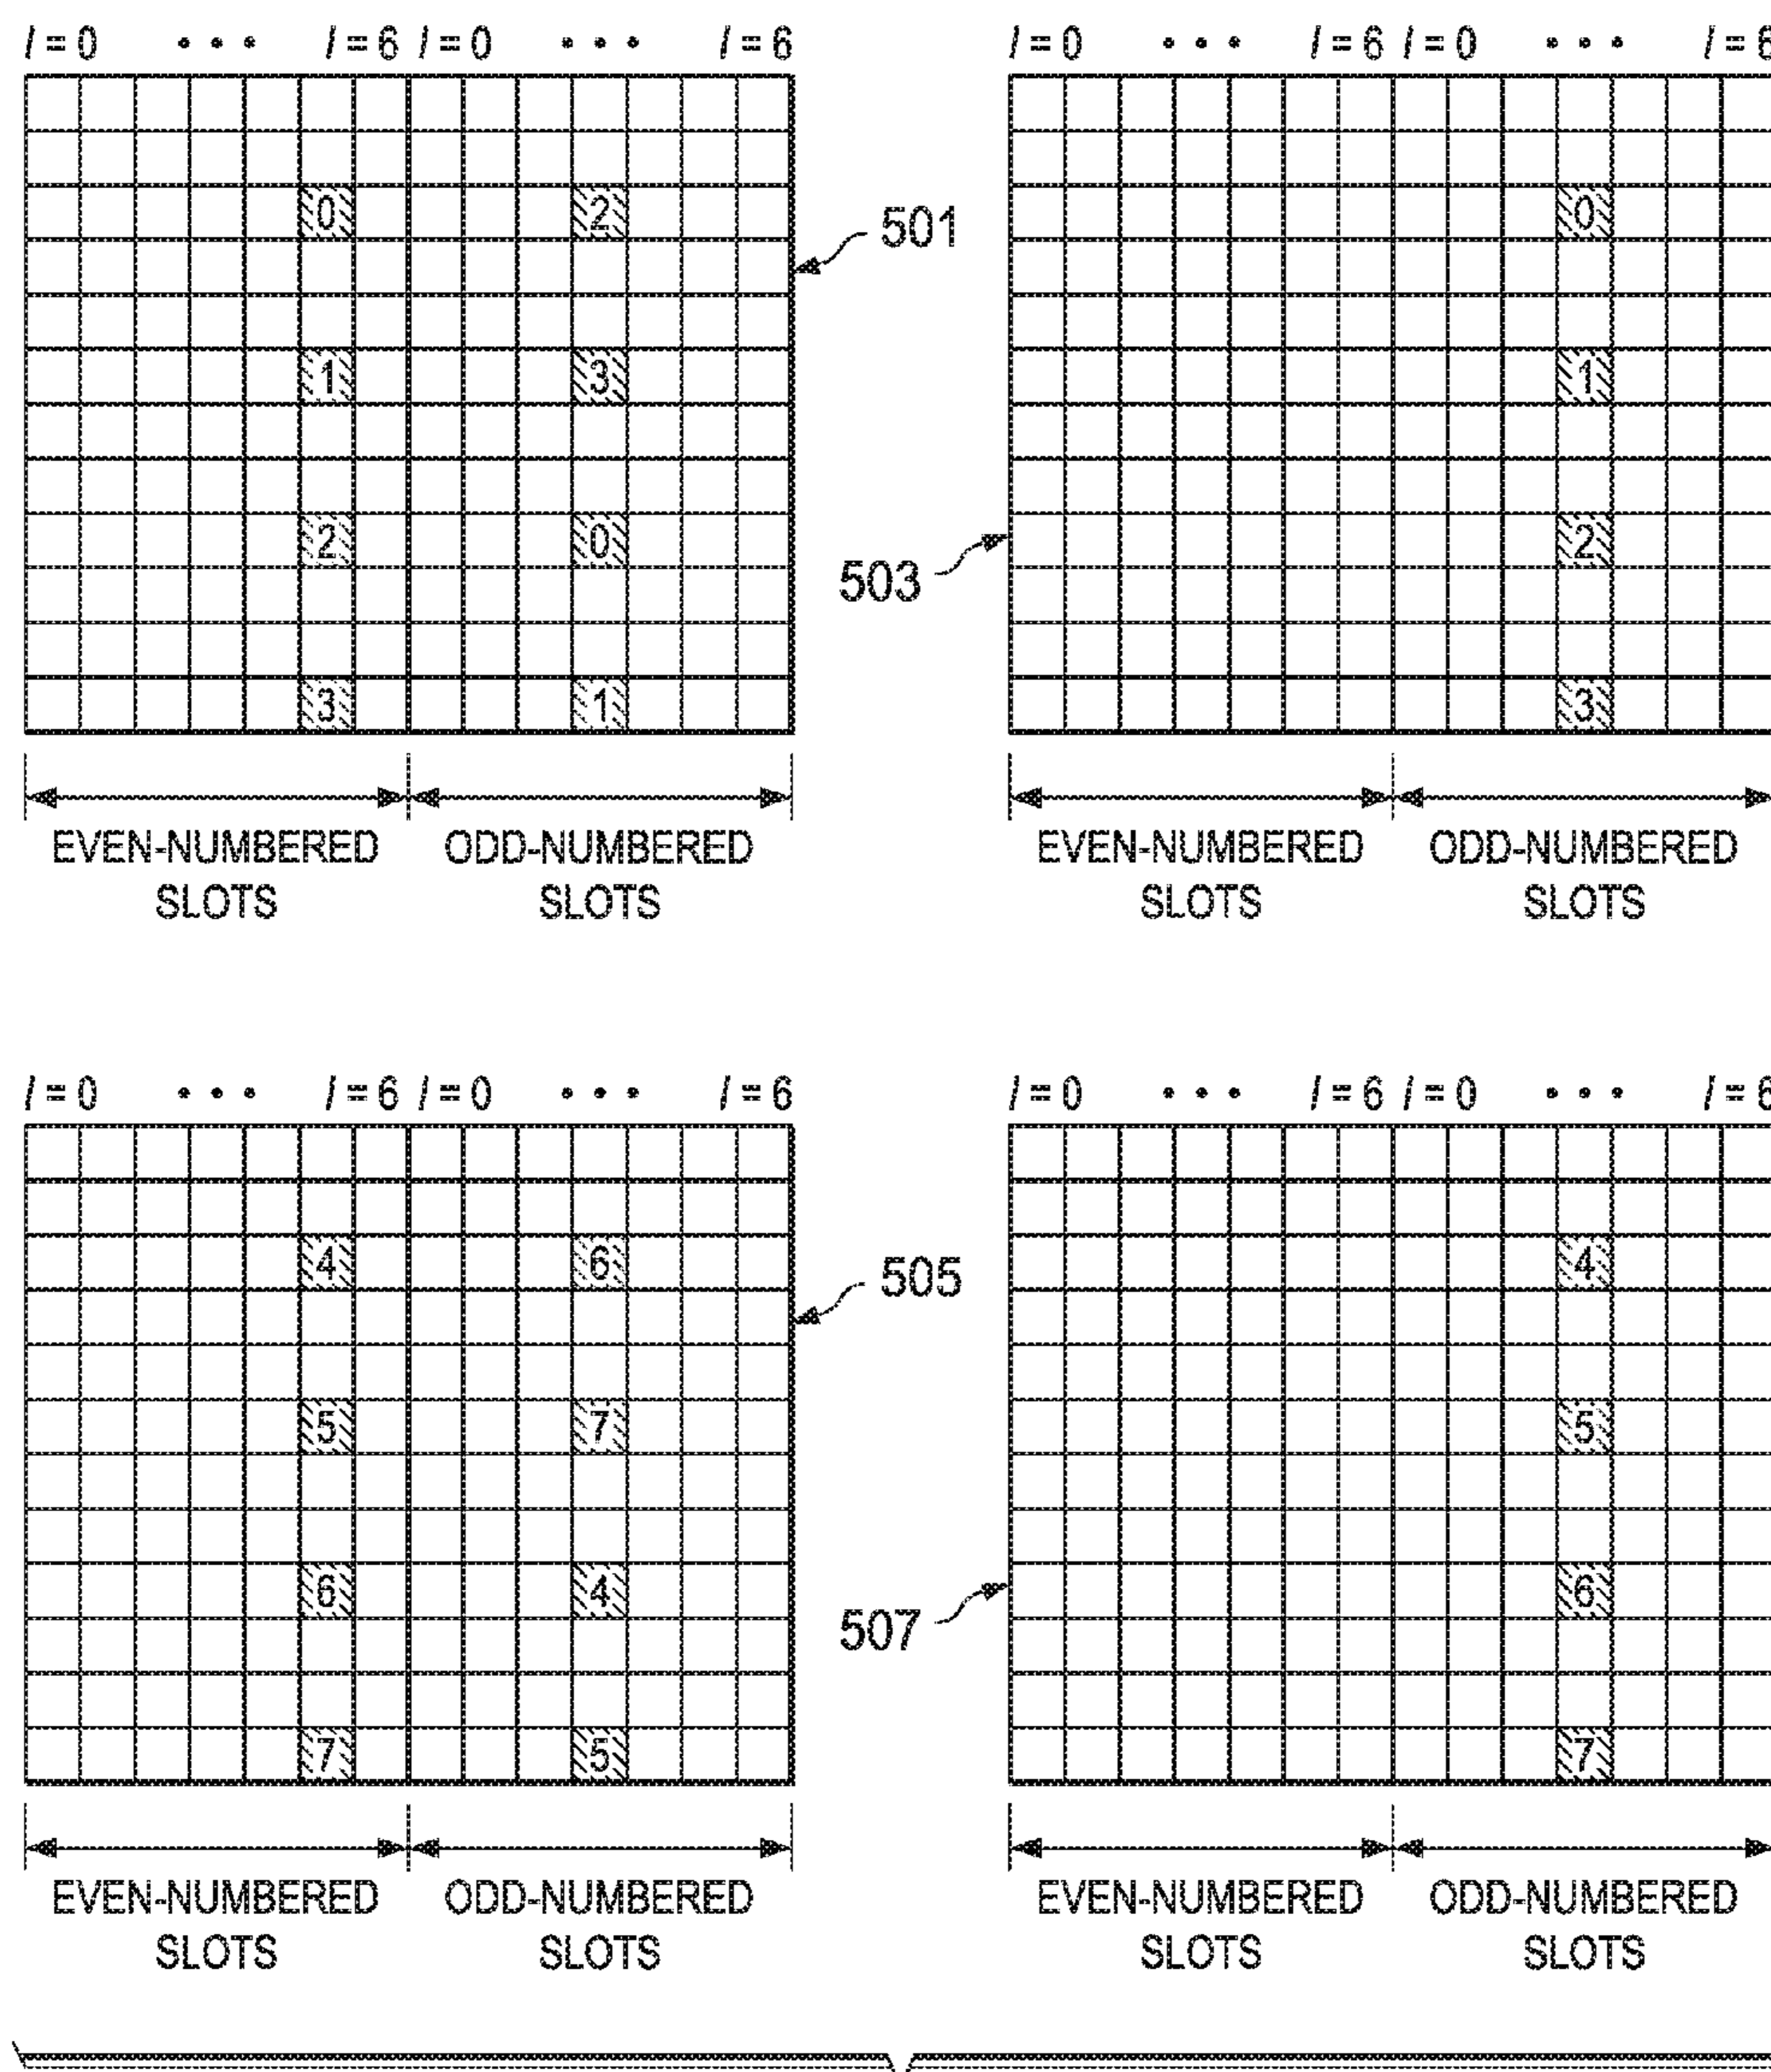 l = 0 • • • l = 6 l = 0 • • • l = 6
l = 0 • • • l = 6 l = 0 • • • l = 6
0 2 0
501
1 3 1
2 0 2
503
3 1 3
EVEN-NUMBERED SLOTS
ODD-NUMBERED SLOTS
EVEN-NUMBERED SLOTS
ODD-NUMBERED SLOTS
l = 0 • • • l = 6 l = 0 • • • l = 6
l = 0 • • • l = 6 l = 0 • • • l = 6
4 6 4
505
5 7 5
6 4 6
507
7 5 7
EVEN-NUMBERED SLOTS
ODD-NUMBERED SLOTS
EVEN-NUMBERED SLOTS
ODD-NUMBERED SLOTS